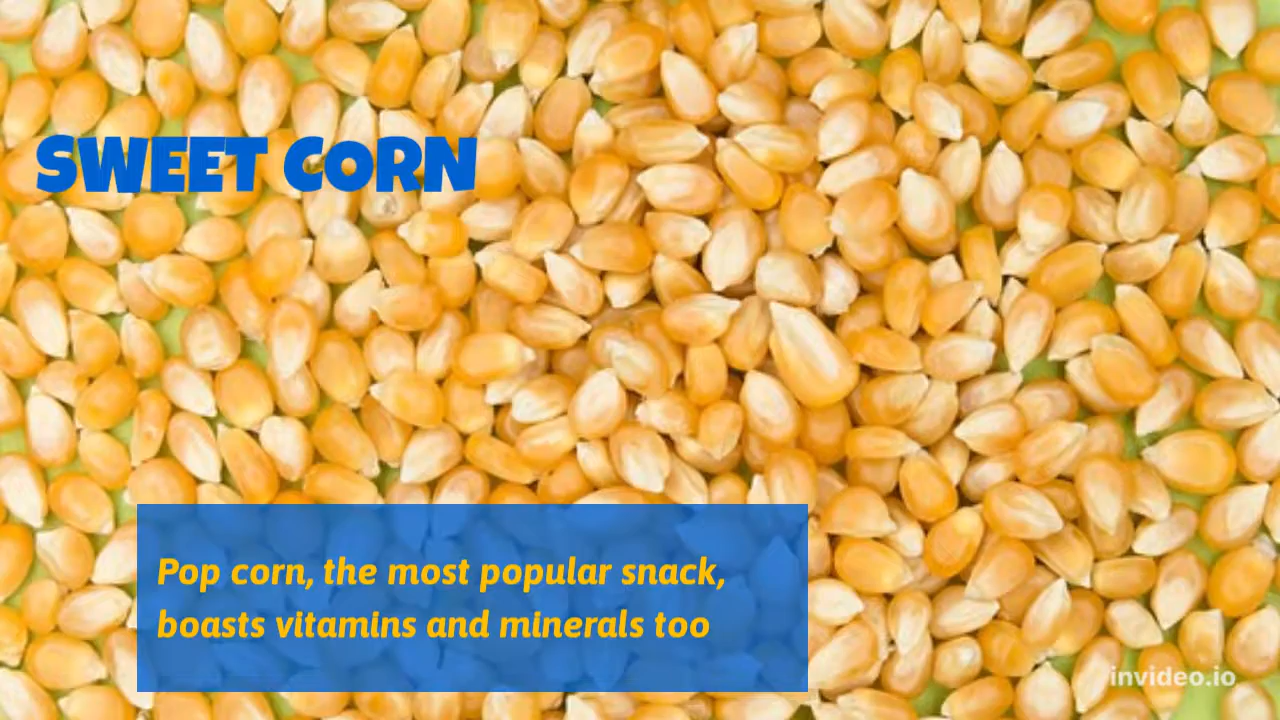 SWEET CORN
Pop corn, the most popular snack,
boasts vitamins and minerals too
invideo.io